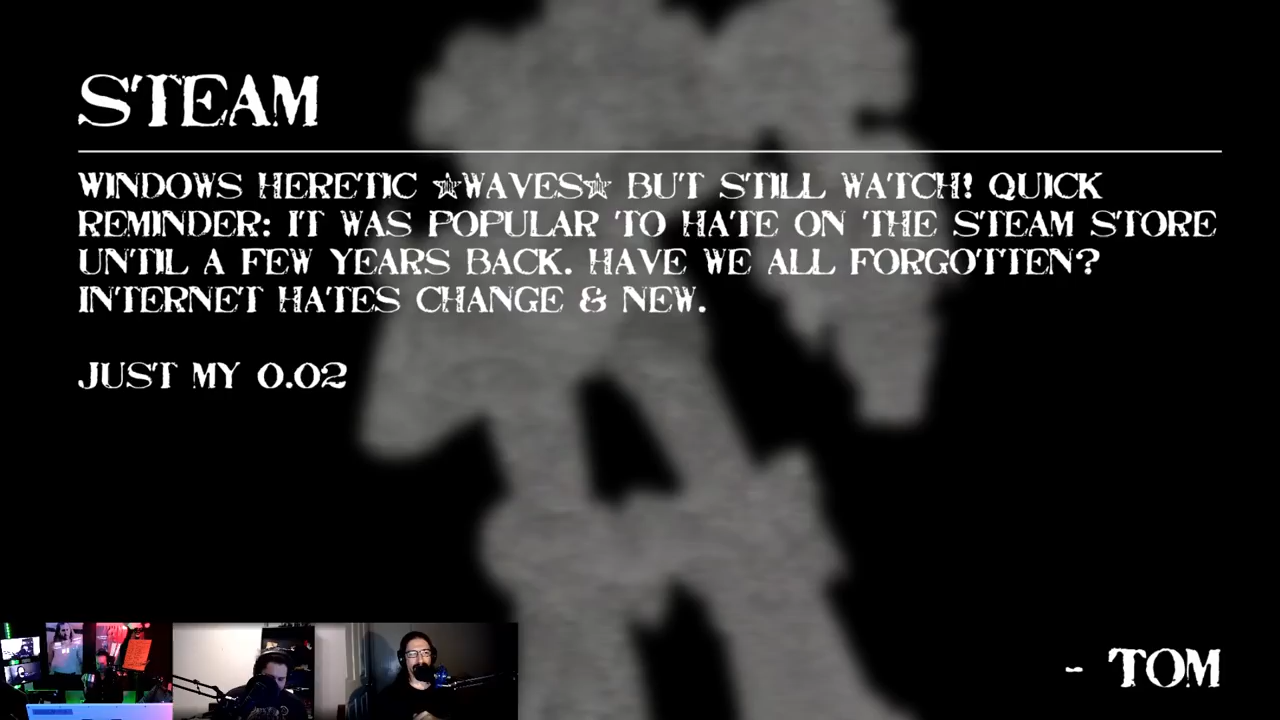 STEAM
WINDOWS HERETIC ☆WAVES☆ BUT STILL WATCH! QUICK
REMINDER: IT WAS POPULAR TO HATE ON THE STEAM STORE
UNTIL A FEW YEARS BACK. HAVE WE ALL FORGOTTEN?
INTERNET HATES CHANGE & NEW.
JUST MY 0.02
- TOM